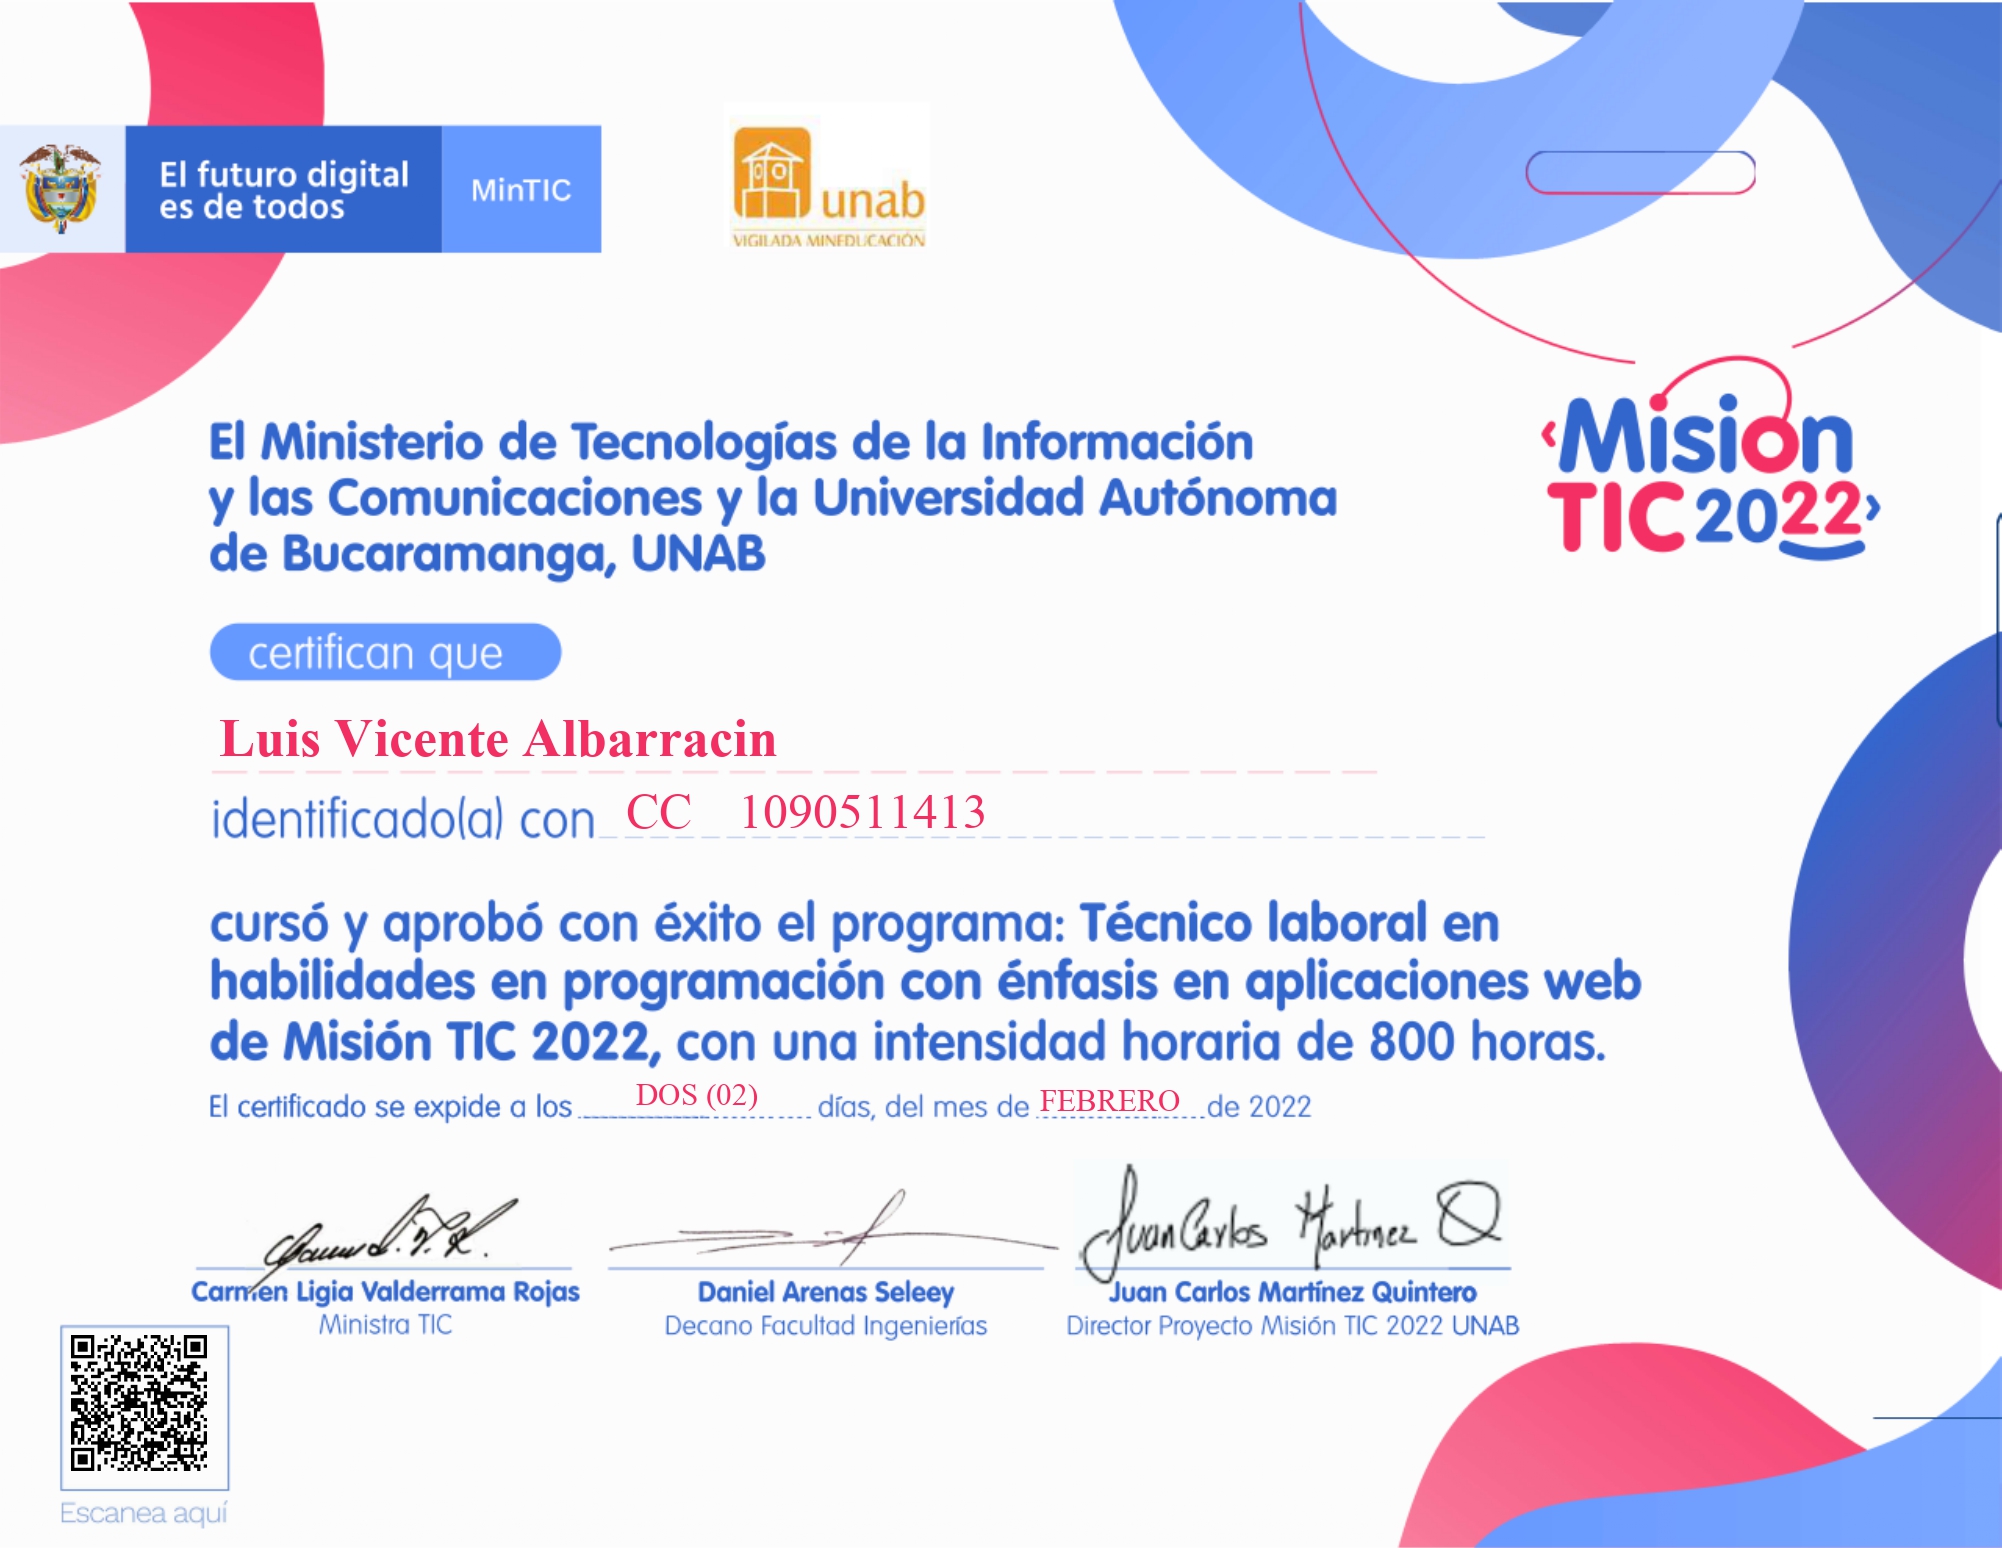 El futuro digital
es de todos
MinTIC
unab
VIGILADA MINEDUCACIÓN
Misión
TIC 2022
El Ministerio de Tecnologías de la Información
y las Comunicaciones y la Universidad Autónoma
de Bucaramanga, UNAB
certifican que
Luis Vicente Albarracin
identificado(a) con CC 1090511413
cursó y aprobó con éxito el programa: Técnico laboral en
habilidades en programación con énfasis en aplicaciones web
de Misión TIC 2022, con una intensidad horaria de 800 horas.
El certificado se expide a los DOS (02) días, del mes de FEBRERO de 2022
Juan Carlos Martinez Q
Carmen Ligia Valderrama Rojas
Ministra TIC
Daniel Arenas Seleey
Decano Facultad Ingenierías
Juan Carlos Martínez Quintero
Director Proyecto Misión TIC 2022 UNAB
Escanea aquí